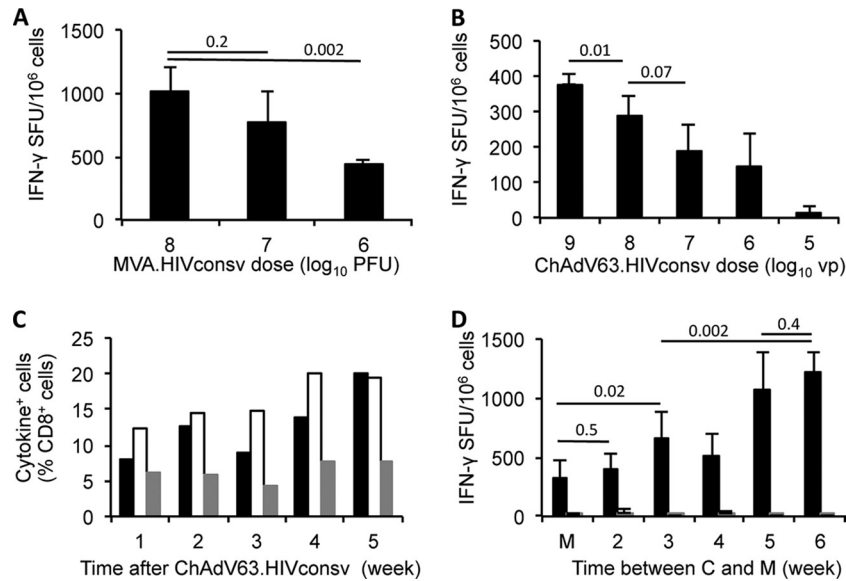 A
IFN-γ SFU/10⁶ cells
1500
1000
500
0
0.2
0.002
8 7 6
MVA.HIVconsv dose (log₁₀ PFU)
B
IFN-γ SFU/10⁶ cells
500
400
300
200
100
0
0.01
0.07
9 8 7 6 5
ChAdV63.HIVconsv dose (log₁₀ vp)
C
Cytokine⁺ cells
(% CD8⁺ cells)
25
20
15
10
5
0
1 2 3 4 5
Time after ChAdV63.HIVconsv (week)
D
IFN-γ SFU/10⁶ cells
1500
1000
500
0
0.4
0.002
0.02
0.5
M 2 3 4 5 6
Time between C and M (week)